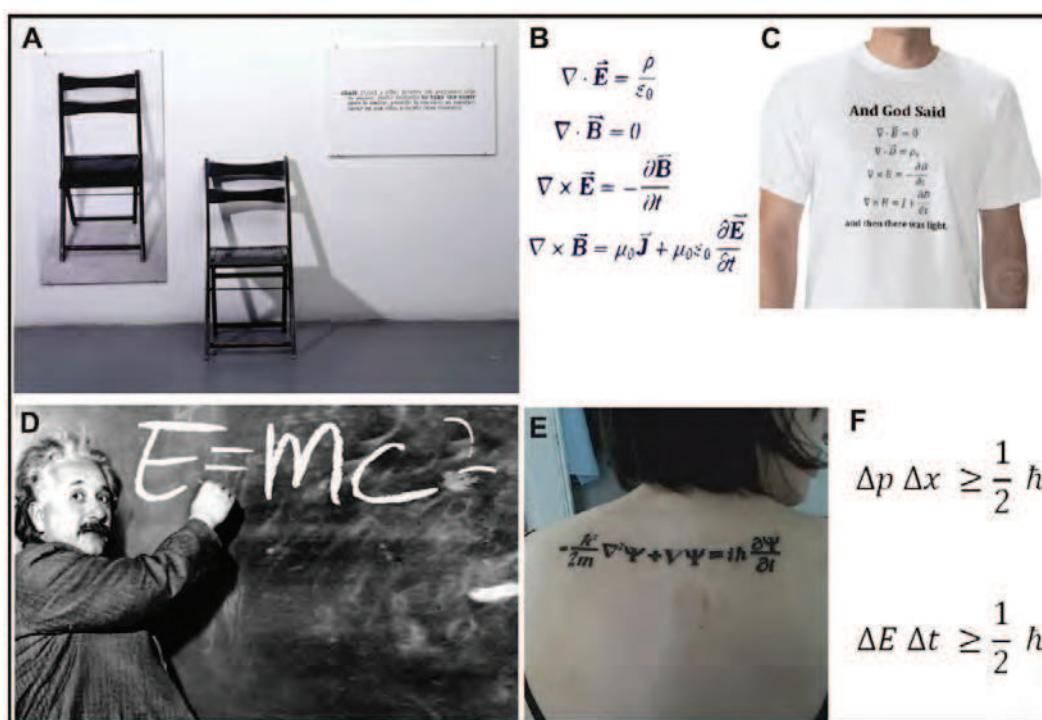 A
B
C
∇ · E⃗ = ρ/ε₀
∇ · B⃗ = 0
∇ × E⃗ = −∂B⃗/∂t
∇ × B⃗ = μ₀J⃗ + μ₀ε₀ ∂E⃗/∂t
And God Said
∇ · B⃗ = 0
and then there was light.
D
E=mc²
E
-ħ²/2m ∇²Ψ + VΨ = iħ ∂Ψ/∂t
F
Δp Δx ≥ 1/2 ħ
ΔE Δt ≥ 1/2 ħ